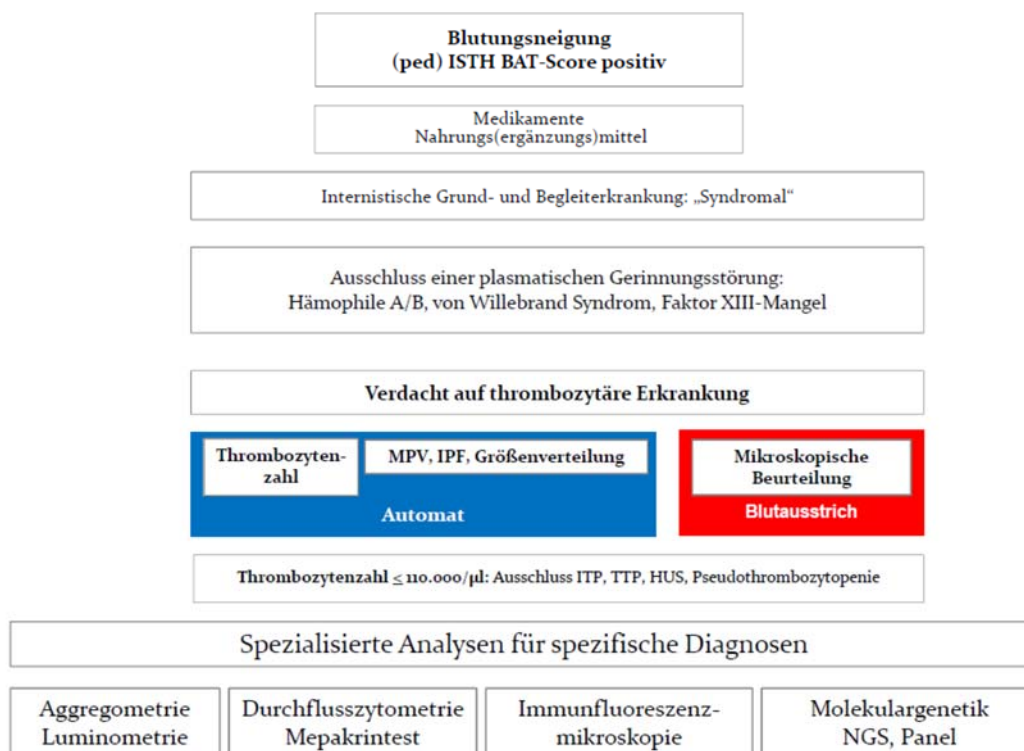 Blutungsneigung
(ped) ISTH BAT-Score positiv
Medikamente
Nahrungs(ergänzungs)mittel
Internistische Grund- und Begleiterkrankung: „Syndromal“
Ausschluss einer plasmatischen Gerinnungsstörung:
Hämophile A/B, von Willebrand Syndrom, Faktor XIII-Mangel
Verdacht auf thrombozytäre Erkrankung
Thrombozyten-
zahl
MPV, IPF, Größenverteilung
Automat
Mikroskopische
Beurteilung
Blutausstrich
Thrombozytenzahl ≤ 110.000/µl: Ausschluss ITP, TTP, HUS, Pseudothrombozytopenie
Spezialisierte Analysen für spezifische Diagnosen
Aggregometrie
Luminometrie
Durchflusszytometrie
Mepakrintest
Immunfluoreszenz-
mikroskopie
Molekulargenetik
NGS, Panel